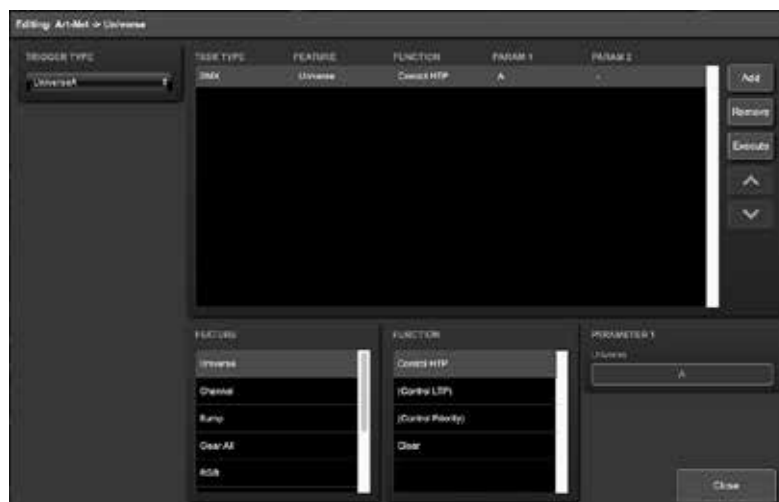 Editing: Art-Net -> Universe
TRIGGER TYPE
UniverseA
TASK TYPE FEATURE FUNCTION PARAM 1 PARAM 2
DMX Universe Control HTP A -
Add
Remove
Execute
FEATURE
Universe
Channel
Bump
Clear All
RGB
FUNCTION
Control HTP
(Control LTP)
(Control Priority)
Clear
PARAMETER 1
Universe
A
Close